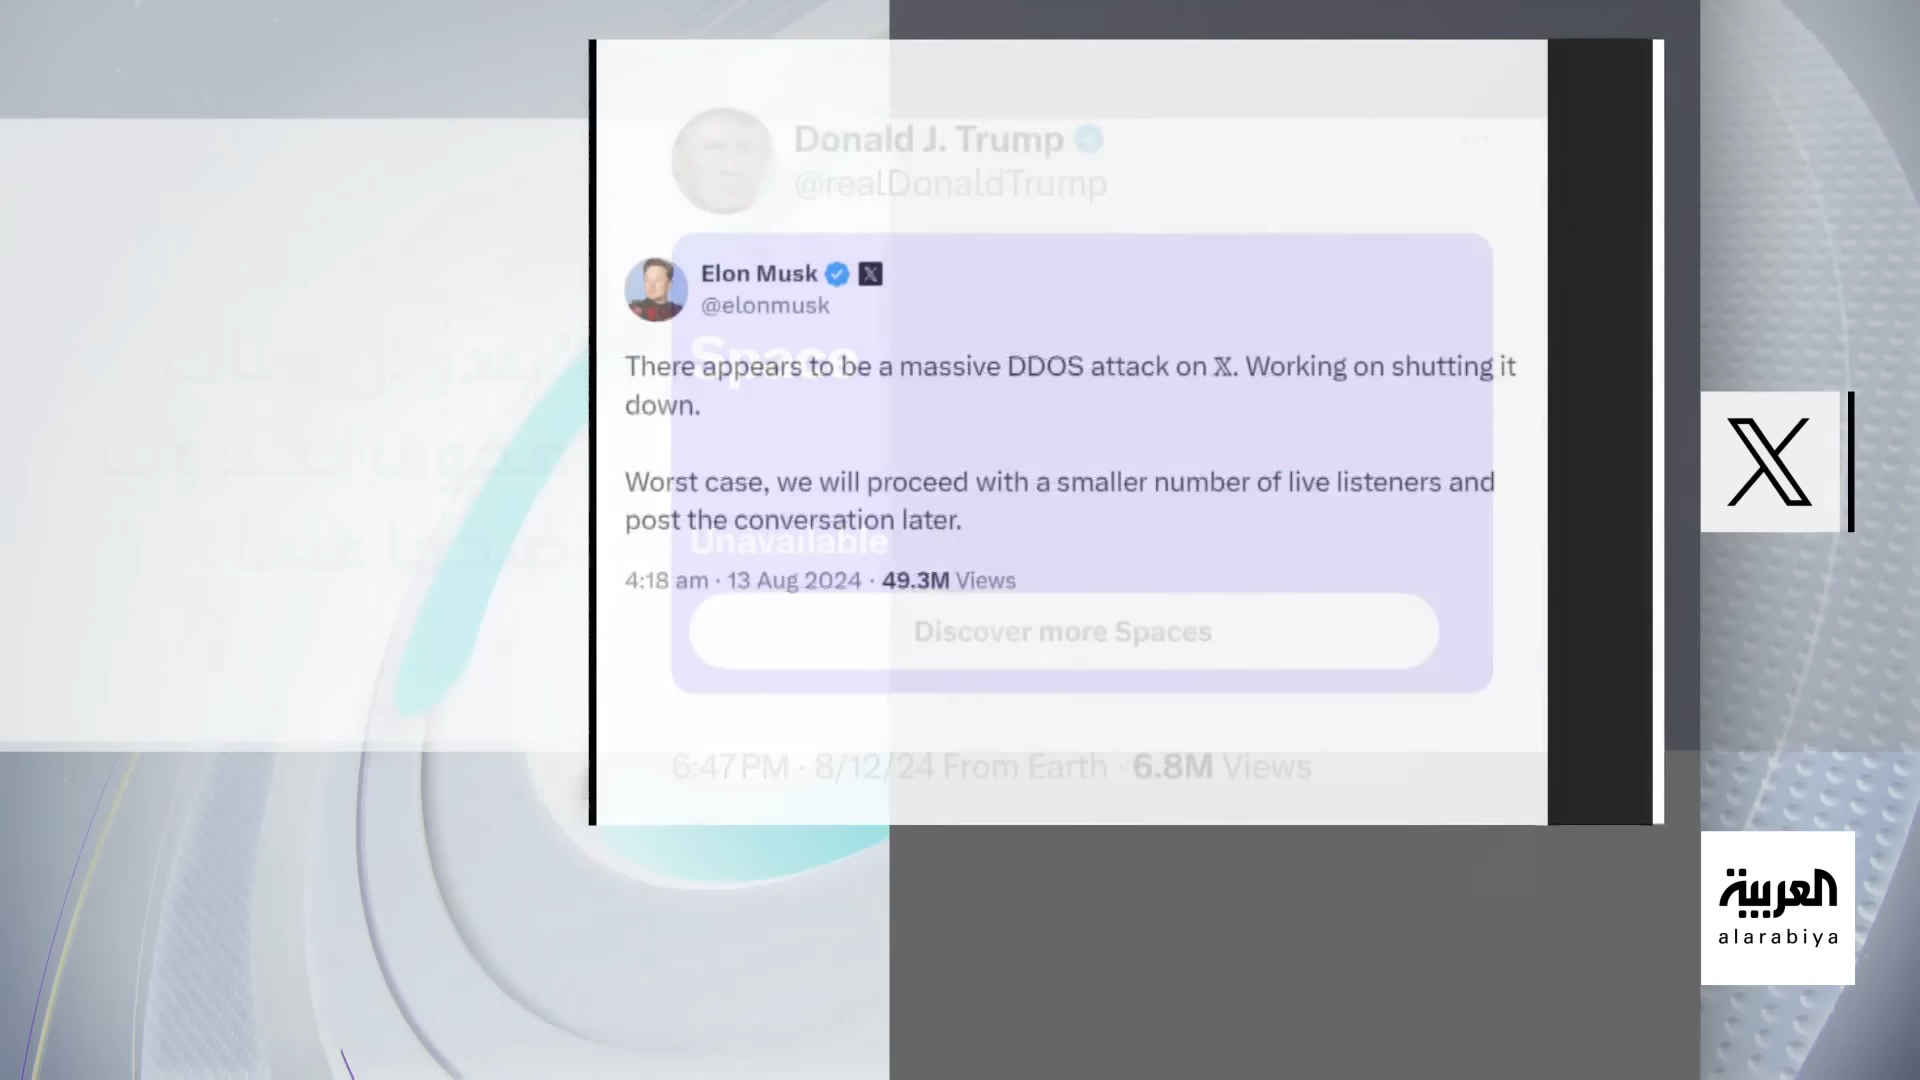 Donald J. Trump
@realDonaldTrump
Elon Musk
@elonmusk
Space
There appears to be a massive DDOS attack on 𝕏. Working on shutting it
down.
Worst case, we will proceed with a smaller number of live listeners and
post the conversation later.
Unavailable
4:18 am · 13 Aug 2024 · 49.3M Views
Discover more Spaces
6:47 PM · 8/12/24 From Earth · 6.8M Views
العربية
alarabiya